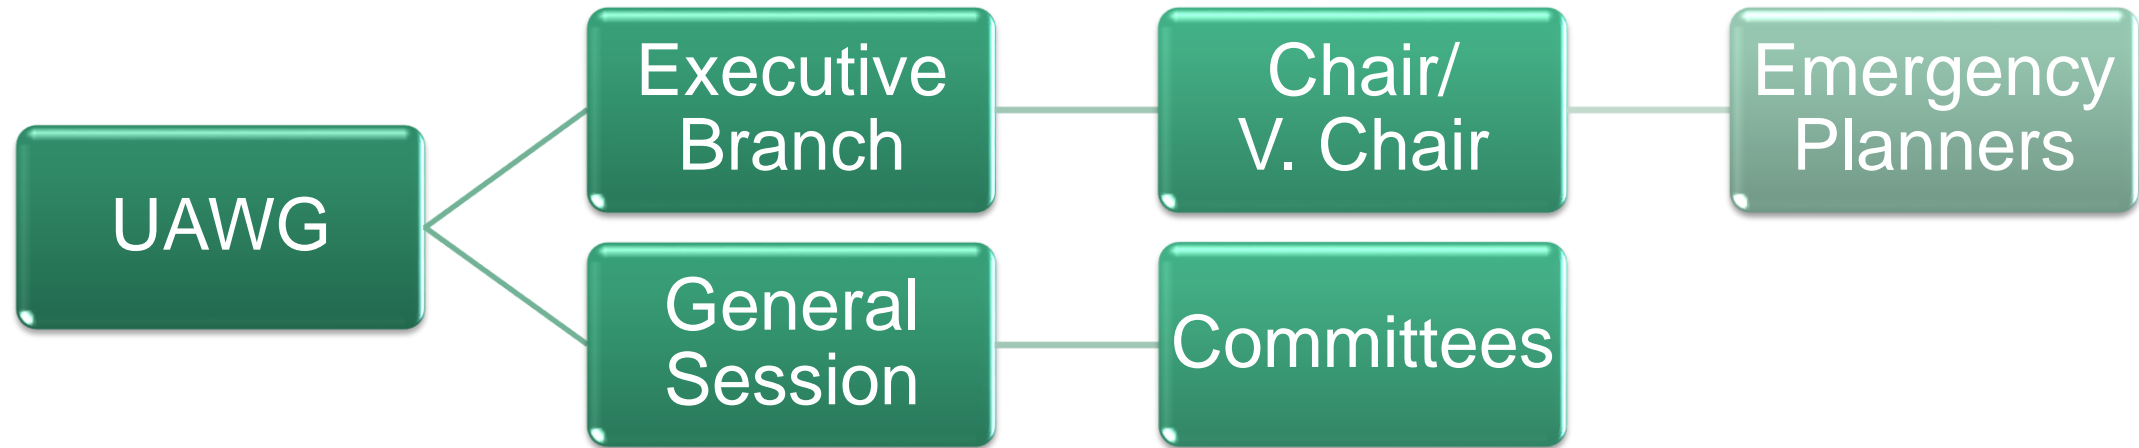 UAWG
Executive
Branch
Chair/
V. Chair
Emergency
Planners
General
Session
Committees